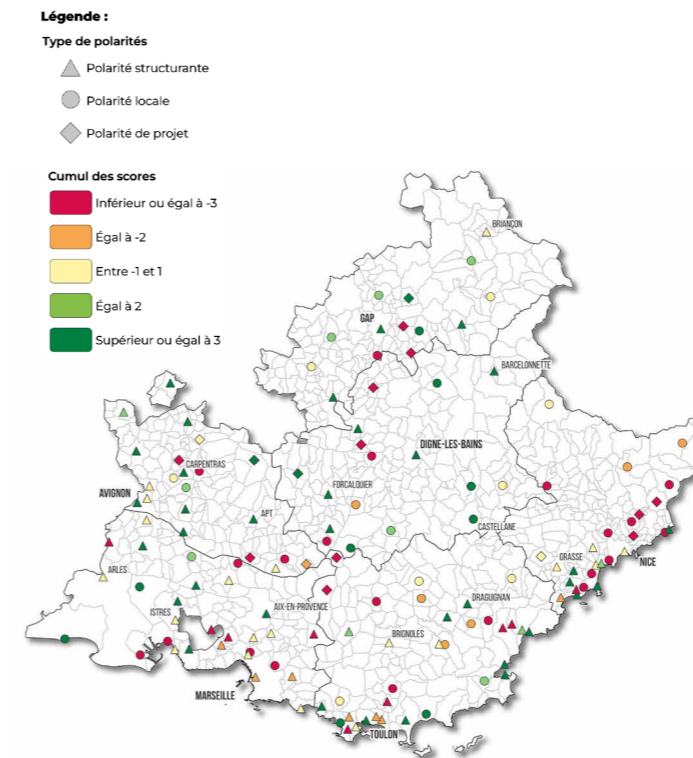 Légende :
Type de polarités
Polarité structurante
Polarité locale
Polarité de projet
Cumul des scores
Inférieur ou égal à -3
Égal à -2
Entre -1 et 1
Égal à 2
Supérieur ou égal à 3
BRIANÇON
GAP
BARCELONNETTE
DIGNE-LES-BAINS
CARPENTRAS
FORCALQUIER
AVIGNON
APT
CASTELLANE
GRASSE
NICE
ARLES
DRAGUIGNAN
ISTRES
AIX-EN-PROVENCE
BRIGNOLES
MARSEILLE
TOULON